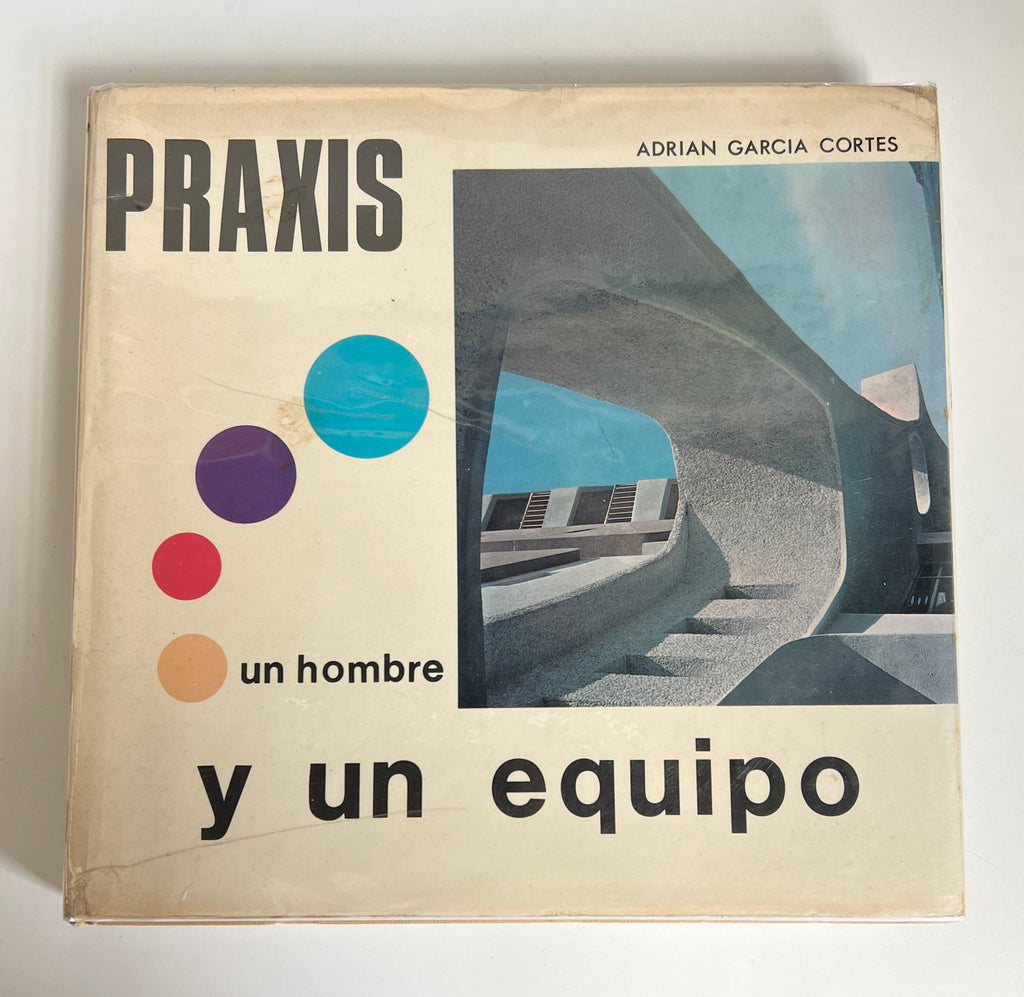 PRAXIS
ADRIAN GARCIA CORTES
un hombre
y un equipo